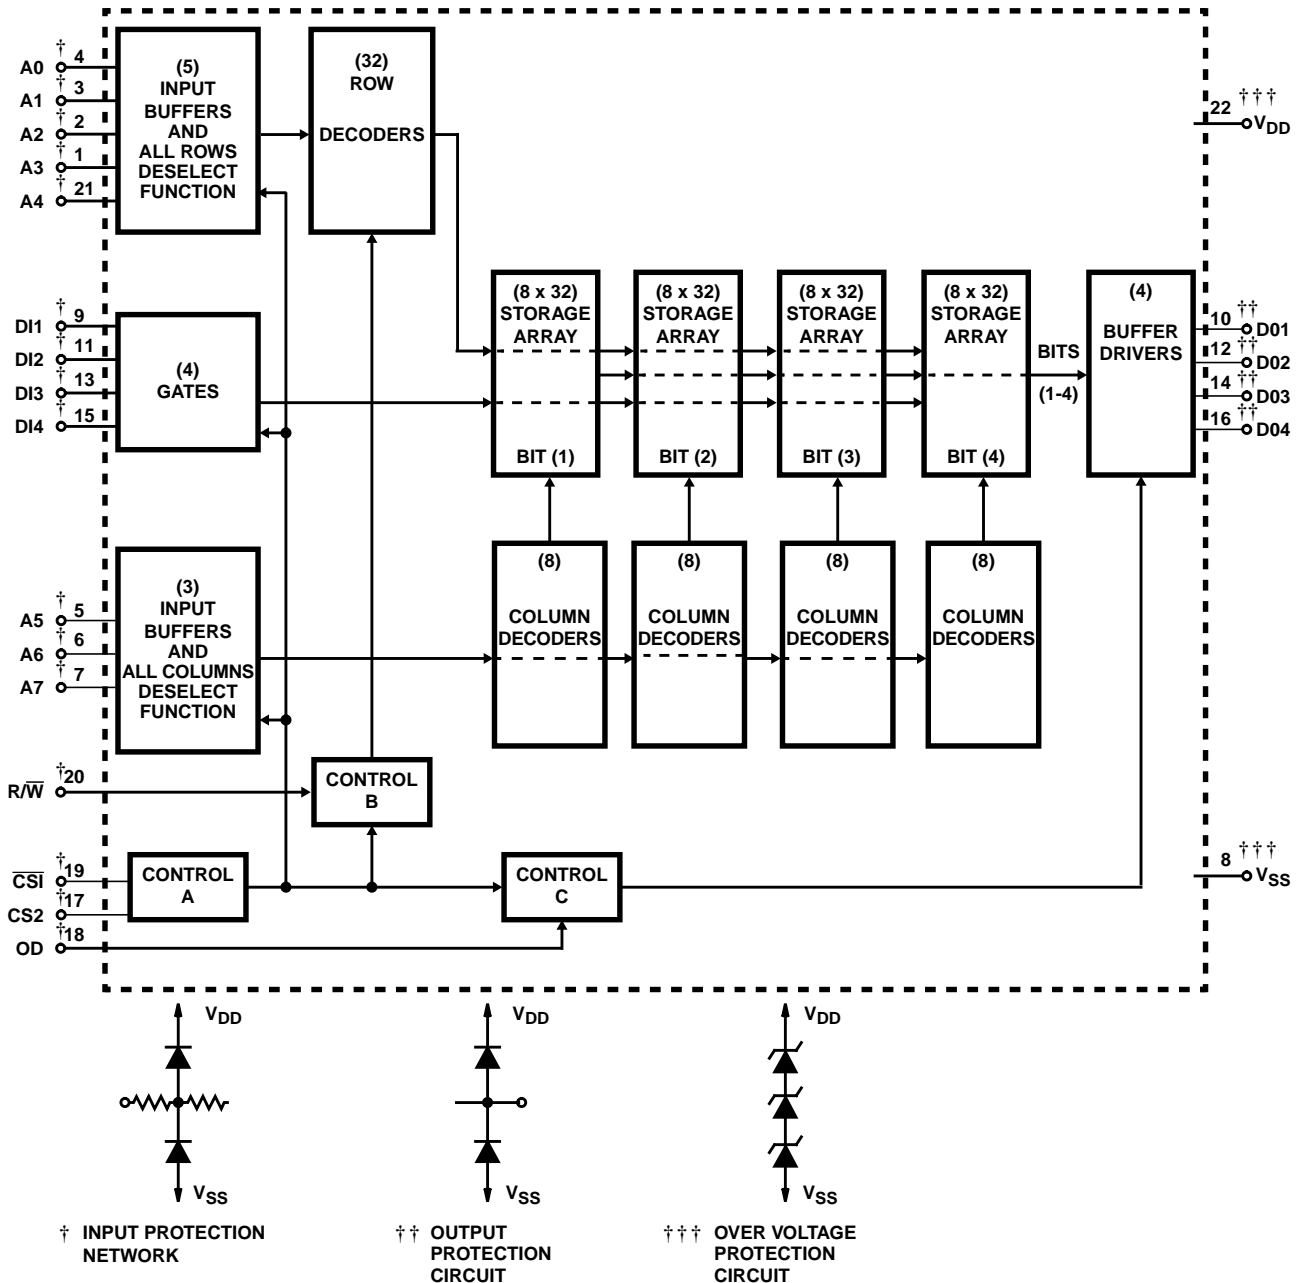 † 4
A0
† 3
A1
† 2
A2
† 1
A3
† 21
A4
(5)
INPUT
BUFFERS
AND
ALL ROWS
DESELECT
FUNCTION
(32)
ROW
DECODERS
22 †††
VDD
† 9
DI1
† 11
DI2
† 13
DI3
† 15
DI4
(4)
GATES
(8 x 32)
STORAGE
ARRAY
BIT (1)
(8 x 32)
STORAGE
ARRAY
BIT (2)
(8 x 32)
STORAGE
ARRAY
BIT (3)
(8 x 32)
STORAGE
ARRAY
BIT (4)
BITS
(1-4)
(4)
BUFFER
DRIVERS
10 ††
D01
12 ††
D02
14 ††
D03
16 ††
D04
† 5
A5
† 6
A6
† 7
A7
(3)
INPUT
BUFFERS
AND
ALL COLUMNS
DESELECT
FUNCTION
(8)
COLUMN
DECODERS
(8)
COLUMN
DECODERS
(8)
COLUMN
DECODERS
(8)
COLUMN
DECODERS
†20
R/W̅
CONTROL
B
†19
C̅S̅I̅
†17
CS2
†18
OD
CONTROL
A
CONTROL
C
8 †††
VSS
VDD
VSS
† INPUT PROTECTION
NETWORK
VDD
VSS
†† OUTPUT
PROTECTION
CIRCUIT
VDD
VSS
††† OVER VOLTAGE
PROTECTION
CIRCUIT